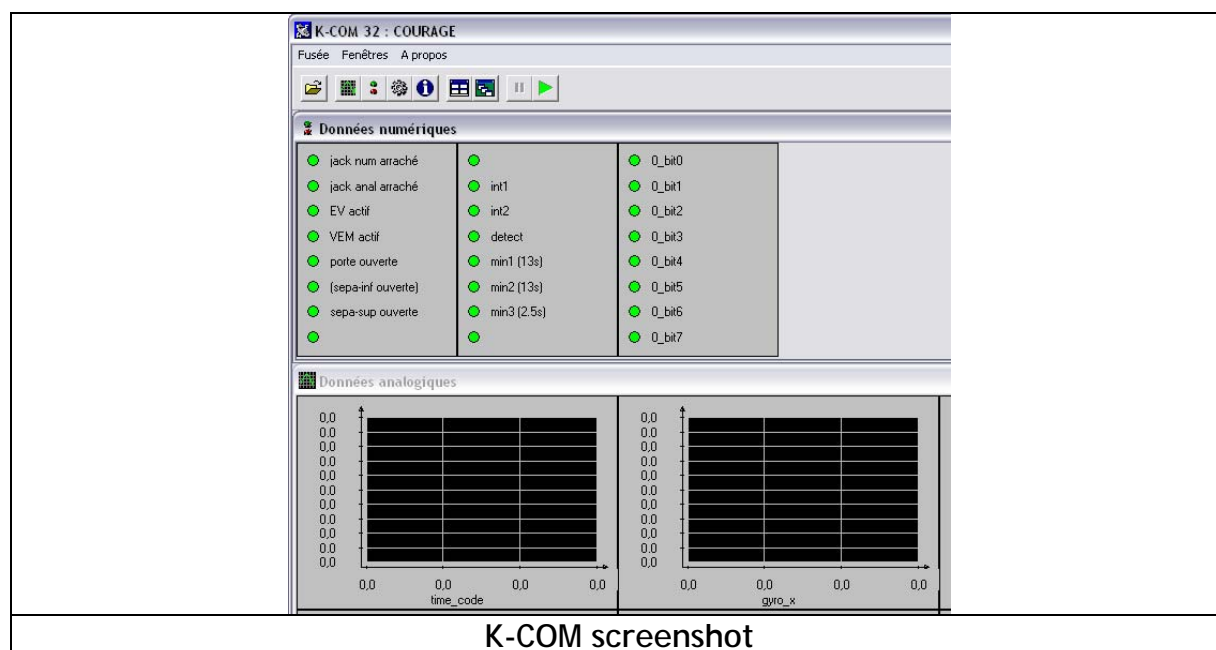 K-COM 32 : COURAGE
Fusée Fenêtres A propos
Données numériques
jack num arraché
jack anal arraché
EV actif
VEM actif
porte ouverte
(sepa-inf ouverte)
sepa-sup ouverte
int1
int2
detect
min1 (13s)
min2 (13s)
min3 (2.5s)
0_bit0
0_bit1
0_bit2
0_bit3
0_bit4
0_bit5
0_bit6
0_bit7
Données analogiques
0,0
0,0
0,0
0,0
0,0
0,0
0,0
0,0
0,0
0,0
0,0
0,0 0,0 0,0 0,0
time_code
0,0
0,0
0,0
0,0
0,0
0,0
0,0
0,0
0,0
0,0
0,0
0,0 0,0 0,0 0,0
gyro_x
K-COM screenshot